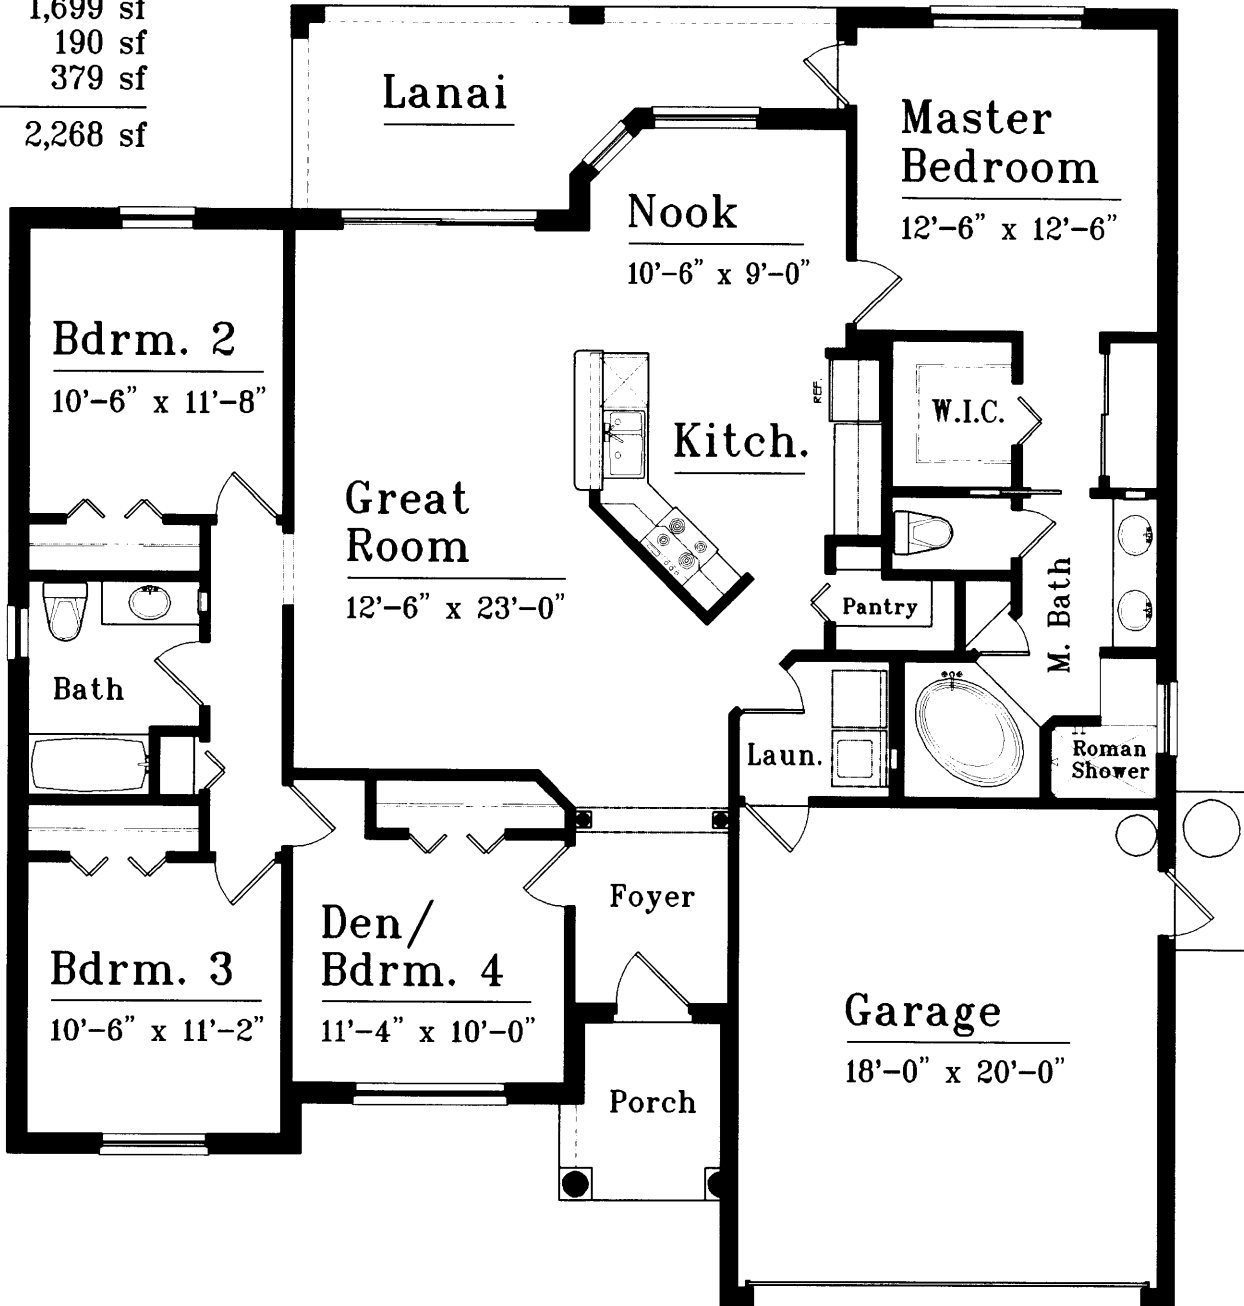 1,699 sf
190 sf
379 sf
2,268 sf
Lanai
Master
Bedroom
12'-6" x 12'-6"
Nook
10'-6" x 9'-0"
Bdrm. 2
10'-6" x 11'-8"
REF.
W.I.C.
Kitch.
Great
Room
12'-6" x 23'-0"
Pantry
M. Bath
Bath
Laun.
Roman
Shower
Foyer
Den/
Bdrm. 4
11'-4" x 10'-0"
Bdrm. 3
10'-6" x 11'-2"
Garage
18'-0" x 20'-0"
Porch